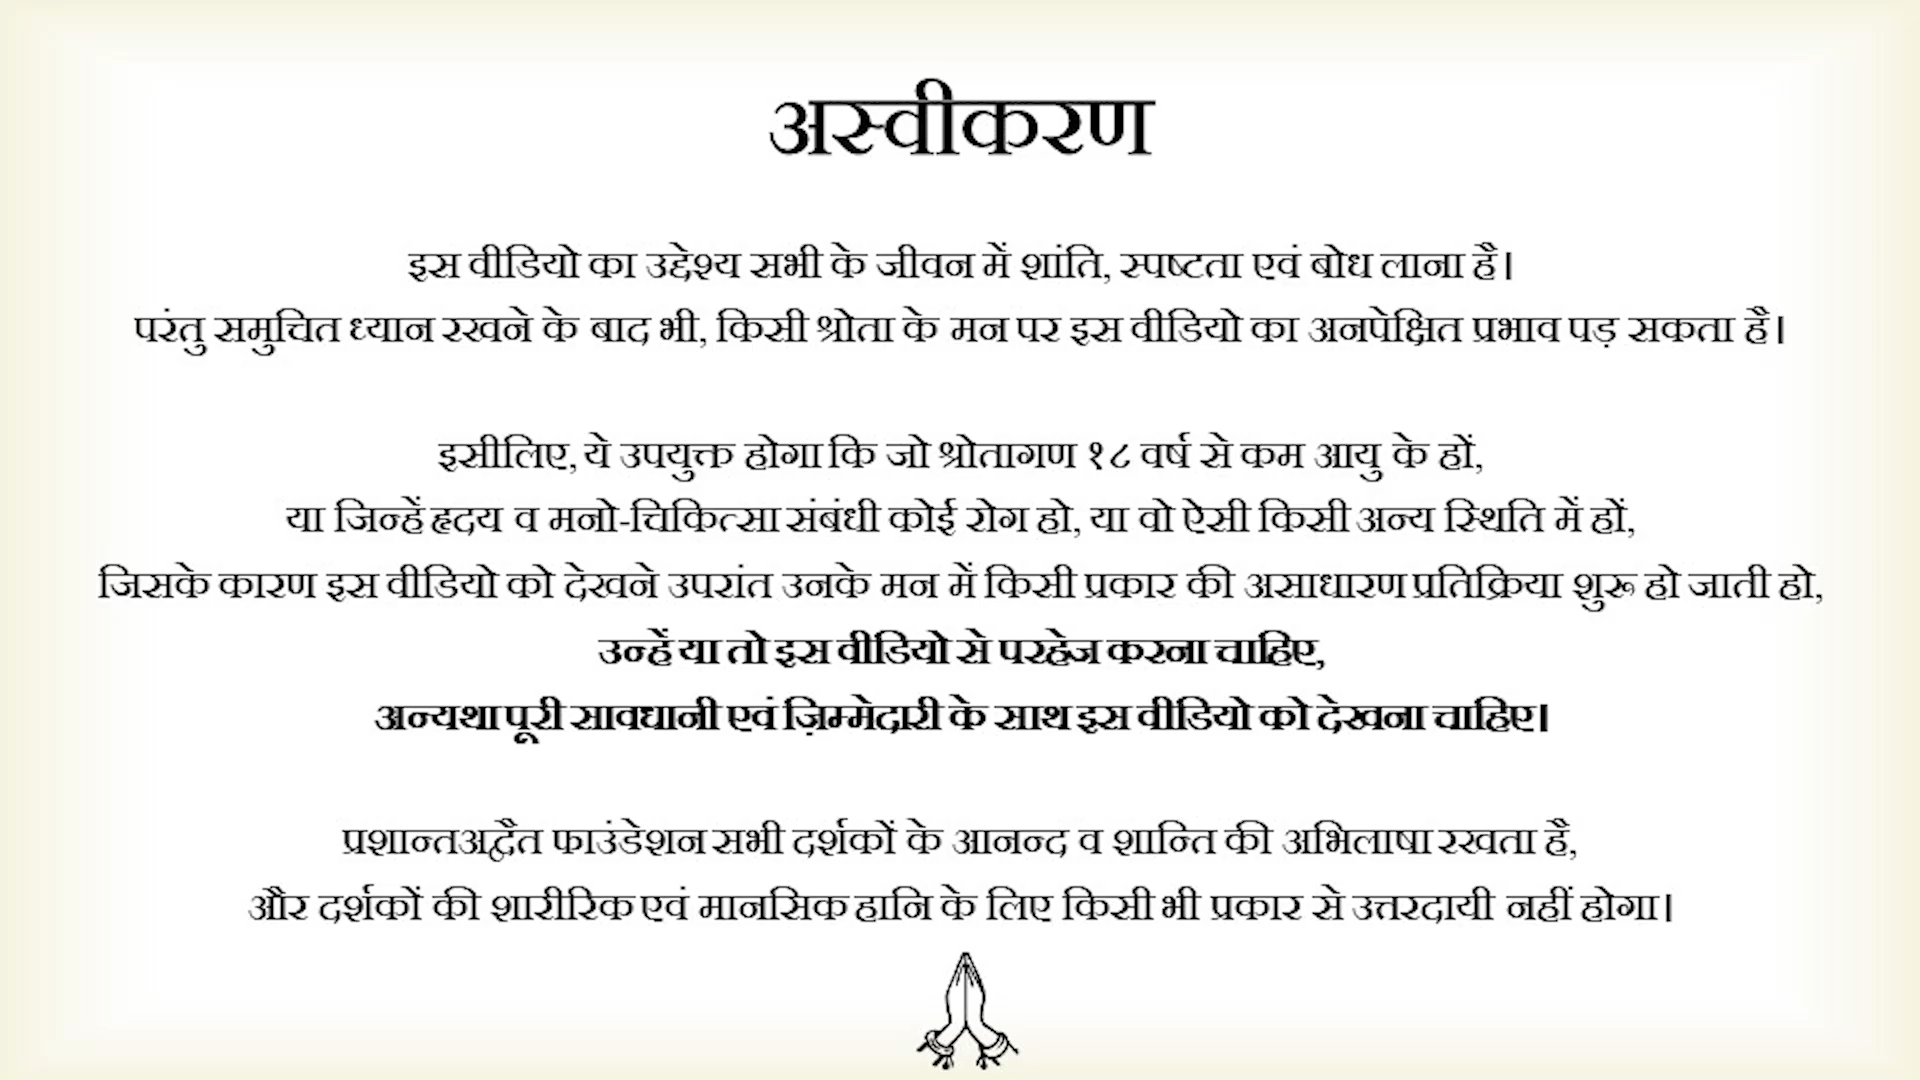 अस्वीकरण
इस वीडियो का उद्देश्य सभी के जीवन में शांति, स्पष्टता एवं बोध लाना है।
परंतु समुचित ध्यान रखने के बाद भी, किसी श्रोता के मन पर इस वीडियो का अनपेक्षित प्रभाव पड़ सकता है।
इसीलिए, ये उपयुक्त होगा कि जो श्रोतागण १८ वर्ष से कम आयु के हों,
या जिन्हें हृदय व मनो-चिकित्सा संबंधी कोई रोग हो, या वो ऐसी किसी अन्य स्थिति में हों,
जिसके कारण इस वीडियो को देखने उपरांत उनके मन में किसी प्रकार की असाधारण प्रतिक्रिया शुरू हो जाती हो,
उन्हें या तो इस वीडियो से परहेज करना चाहिए,
अन्यथा पूरी सावधानी एवं ज़िम्मेदारी के साथ इस वीडियो को देखना चाहिए।
प्रशान्तअद्वैत फाउंडेशन सभी दर्शकों के आनन्द व शान्ति की अभिलाषा रखता है,
और दर्शकों की शारीरिक एवं मानसिक हानि के लिए किसी भी प्रकार से उत्तरदायी नहीं होगा।